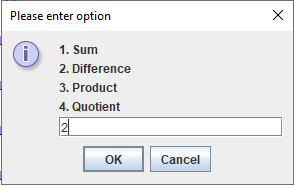 Please enter option
1. Sum
2. Difference
3. Product
4. Quotient
2
OK
Cancel